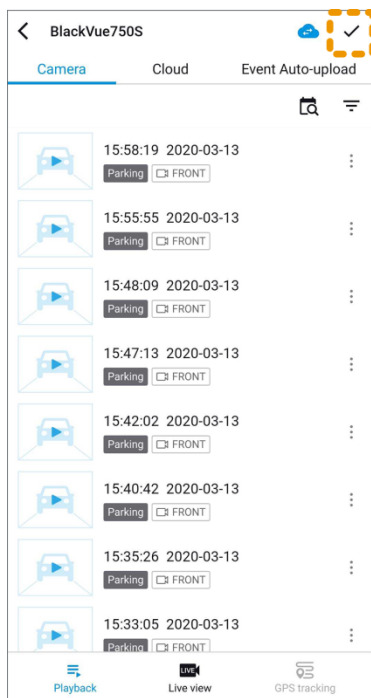 BlackVue750S
Camera Cloud Event Auto-upload
15:58:19 2020-03-13
Parking FRONT
15:55:55 2020-03-13
Parking FRONT
15:48:09 2020-03-13
Parking FRONT
15:47:13 2020-03-13
Parking FRONT
15:42:02 2020-03-13
Parking FRONT
15:40:42 2020-03-13
Parking FRONT
15:35:26 2020-03-13
Parking FRONT
15:33:05 2020-03-13
Parking FRONT
LIVE
Playback Live view GPS tracking